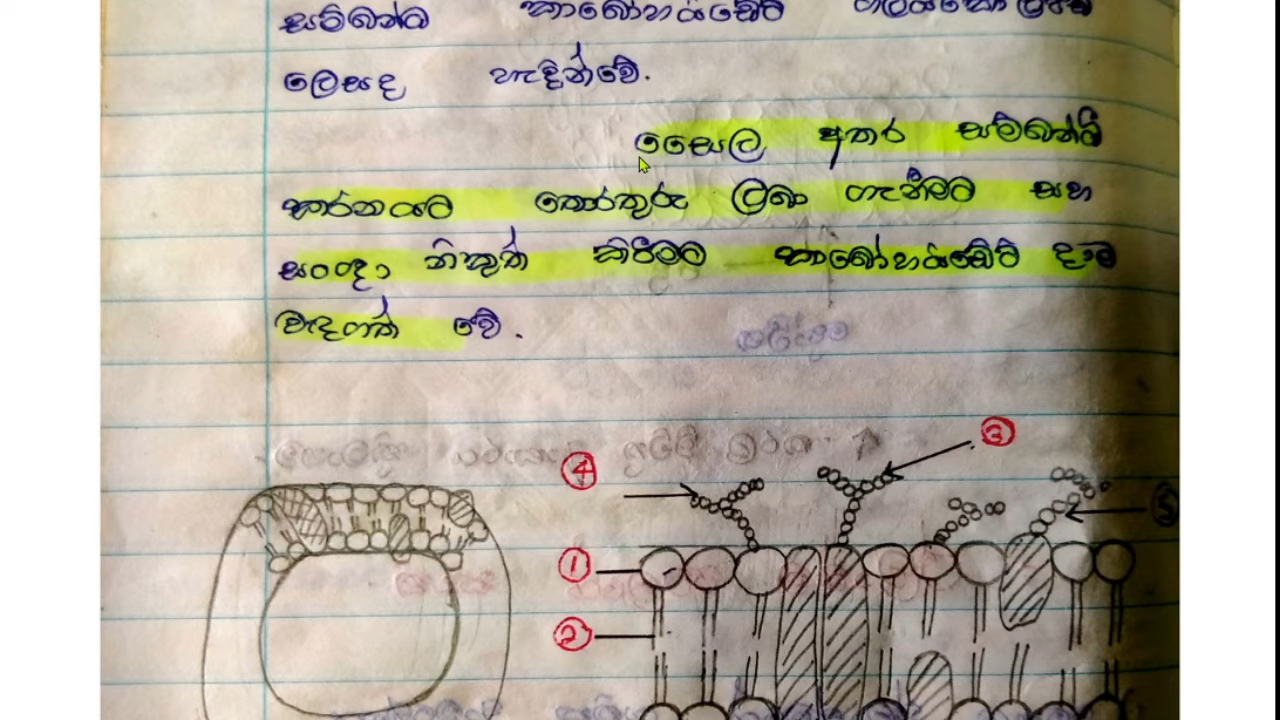 සම්බන්ධ කාබෝහයිඩේට්
ලෙසද හැඳින්වේ.
සෛල අතර සම්බන්ධී
කරනයට තොරතුරු ලබා ගැනීමට සහ
සංඥා නිකුත් කිරීමට කාබෝහයිඩේට් දාම
වැදගත් වේ.
③
④
⑤
①
②